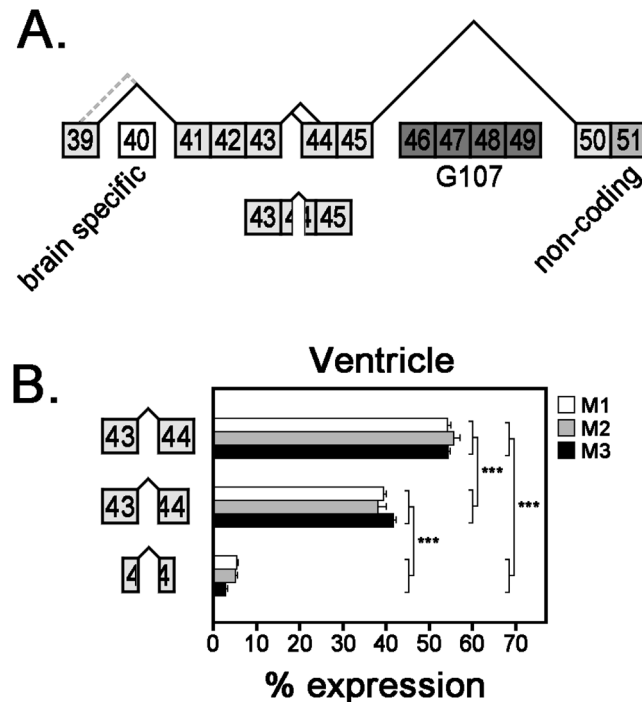 A.
39 40 41 42 43 44 45 46 47 48 49 50 51
G107
brain specific
43 4 4 45
non-coding
B.
Ventricle
M1
M2
M3
43 44
43 44
4 4
***
***
***
0 10 20 30 40 50 60 70
% expression